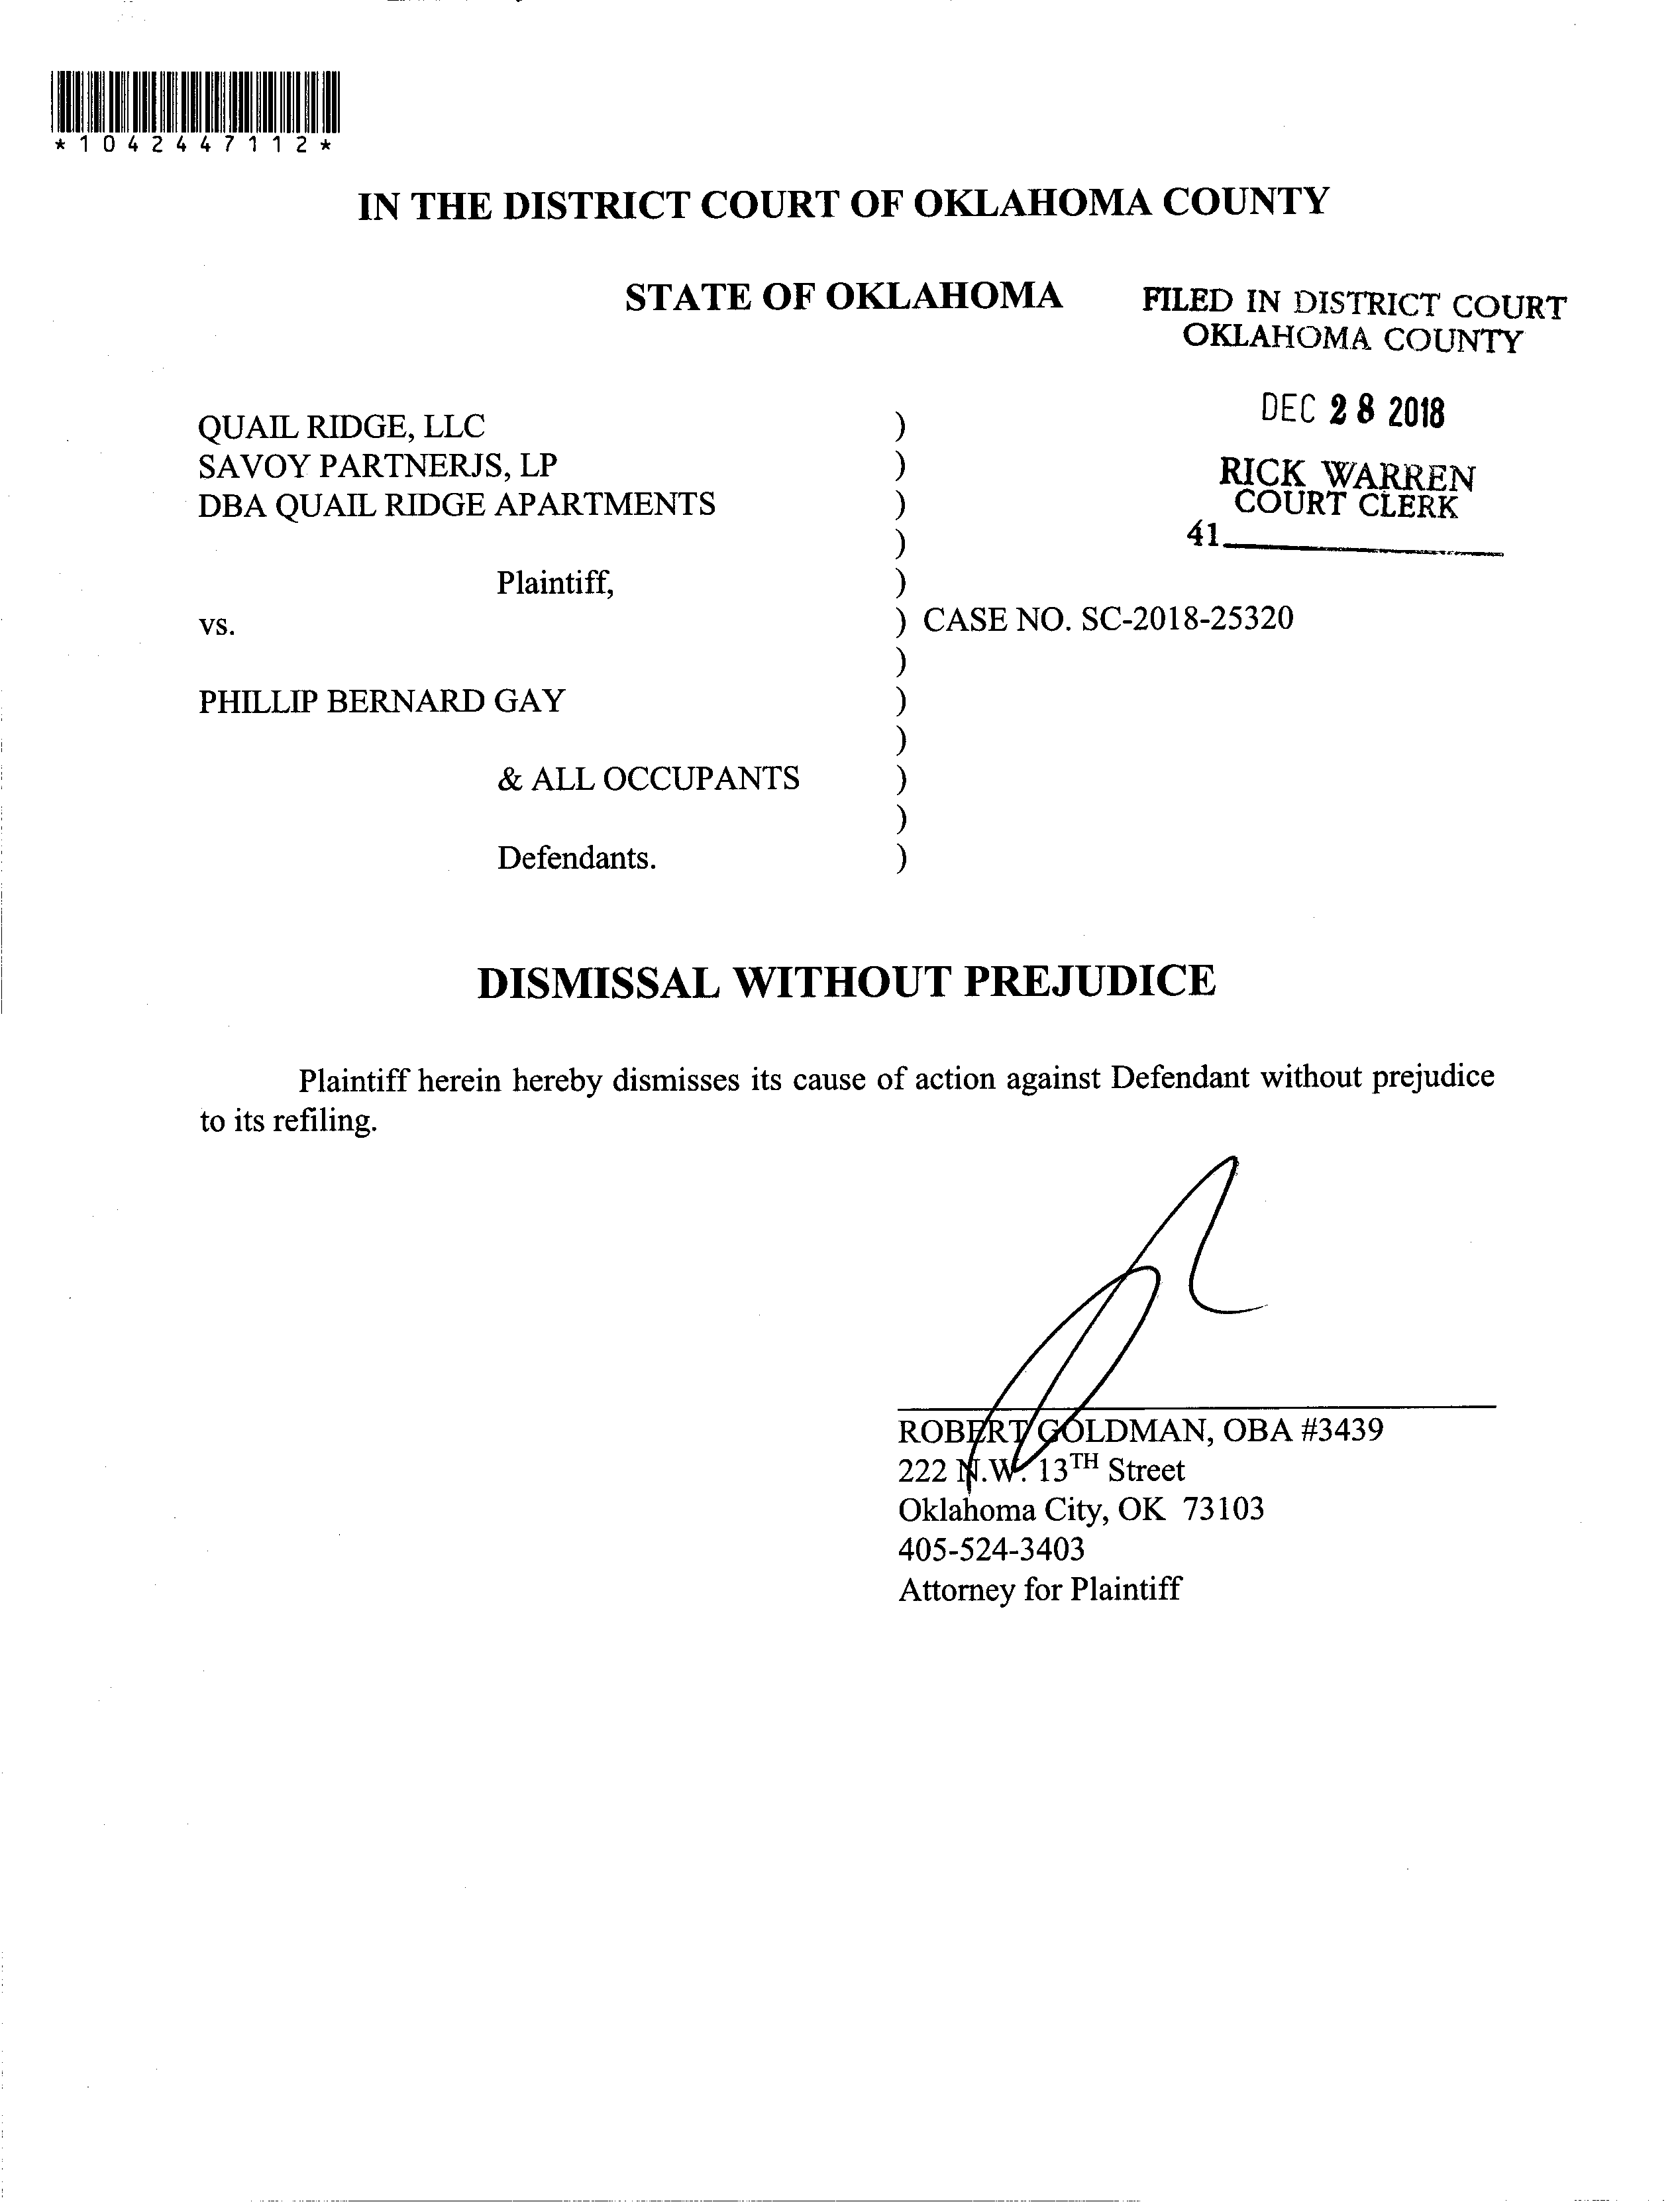 *1042447112*
IN THE DISTRICT COURT OF OKLAHOMA COUNTY
STATE OF OKLAHOMA
FILED IN DISTRICT COURT
OKLAHOMA COUNTY
DEC 28 2018
RICK WARREN
COURT CLERK
41
QUAIL RIDGE, LLC )
SAVOY PARTNERJS, LP )
DBA QUAIL RIDGE APARTMENTS )
)
Plaintiff, )
vs. ) CASE NO. SC-2018-25320
)
PHILLIP BERNARD GAY )
)
& ALL OCCUPANTS )
)
Defendants. )
DISMISSAL WITHOUT PREJUDICE
Plaintiff herein hereby dismisses its cause of action against Defendant without prejudice
to its refiling.
ROBERT GOLDMAN, OBA #3439
222 N.W. 13TH Street
Oklahoma City, OK 73103
405-524-3403
Attorney for Plaintiff